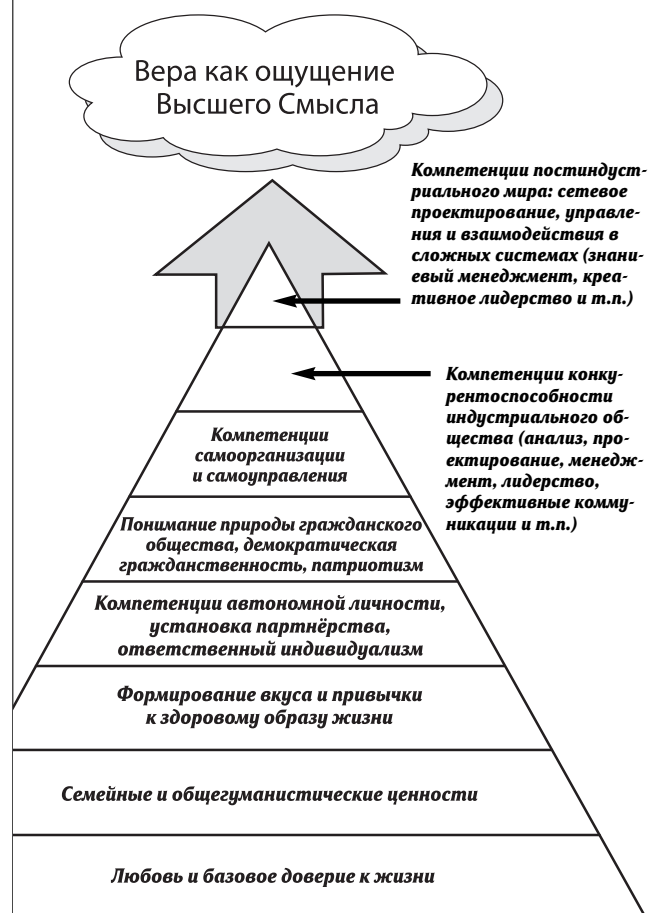 Вера как ощущение
Высшего Смысла
Компетенции постиндуст-
риального мира: сетевое
проектирование, управле-
ния и взаимодействия в
сложных системах (знани-
евый менеджмент, креа-
тивное лидерство и т.п.)
Компетенции конку-
рентоспособности
индустриального об-
щества (анализ, про-
ектирование, менедж-
мент, лидерство,
эффективные комму-
никации и т.п.)
Компетенции
самоорганизации
и самоуправления
Понимание природы гражданского
общества, демократическая
гражданственность, патриотизм
Компетенции автономной личности,
установка партнёрства,
ответственный индивидуализм
Формирование вкуса и привычки
к здоровому образу жизни
Семейные и общегуманистические ценности
Любовь и базовое доверие к жизни